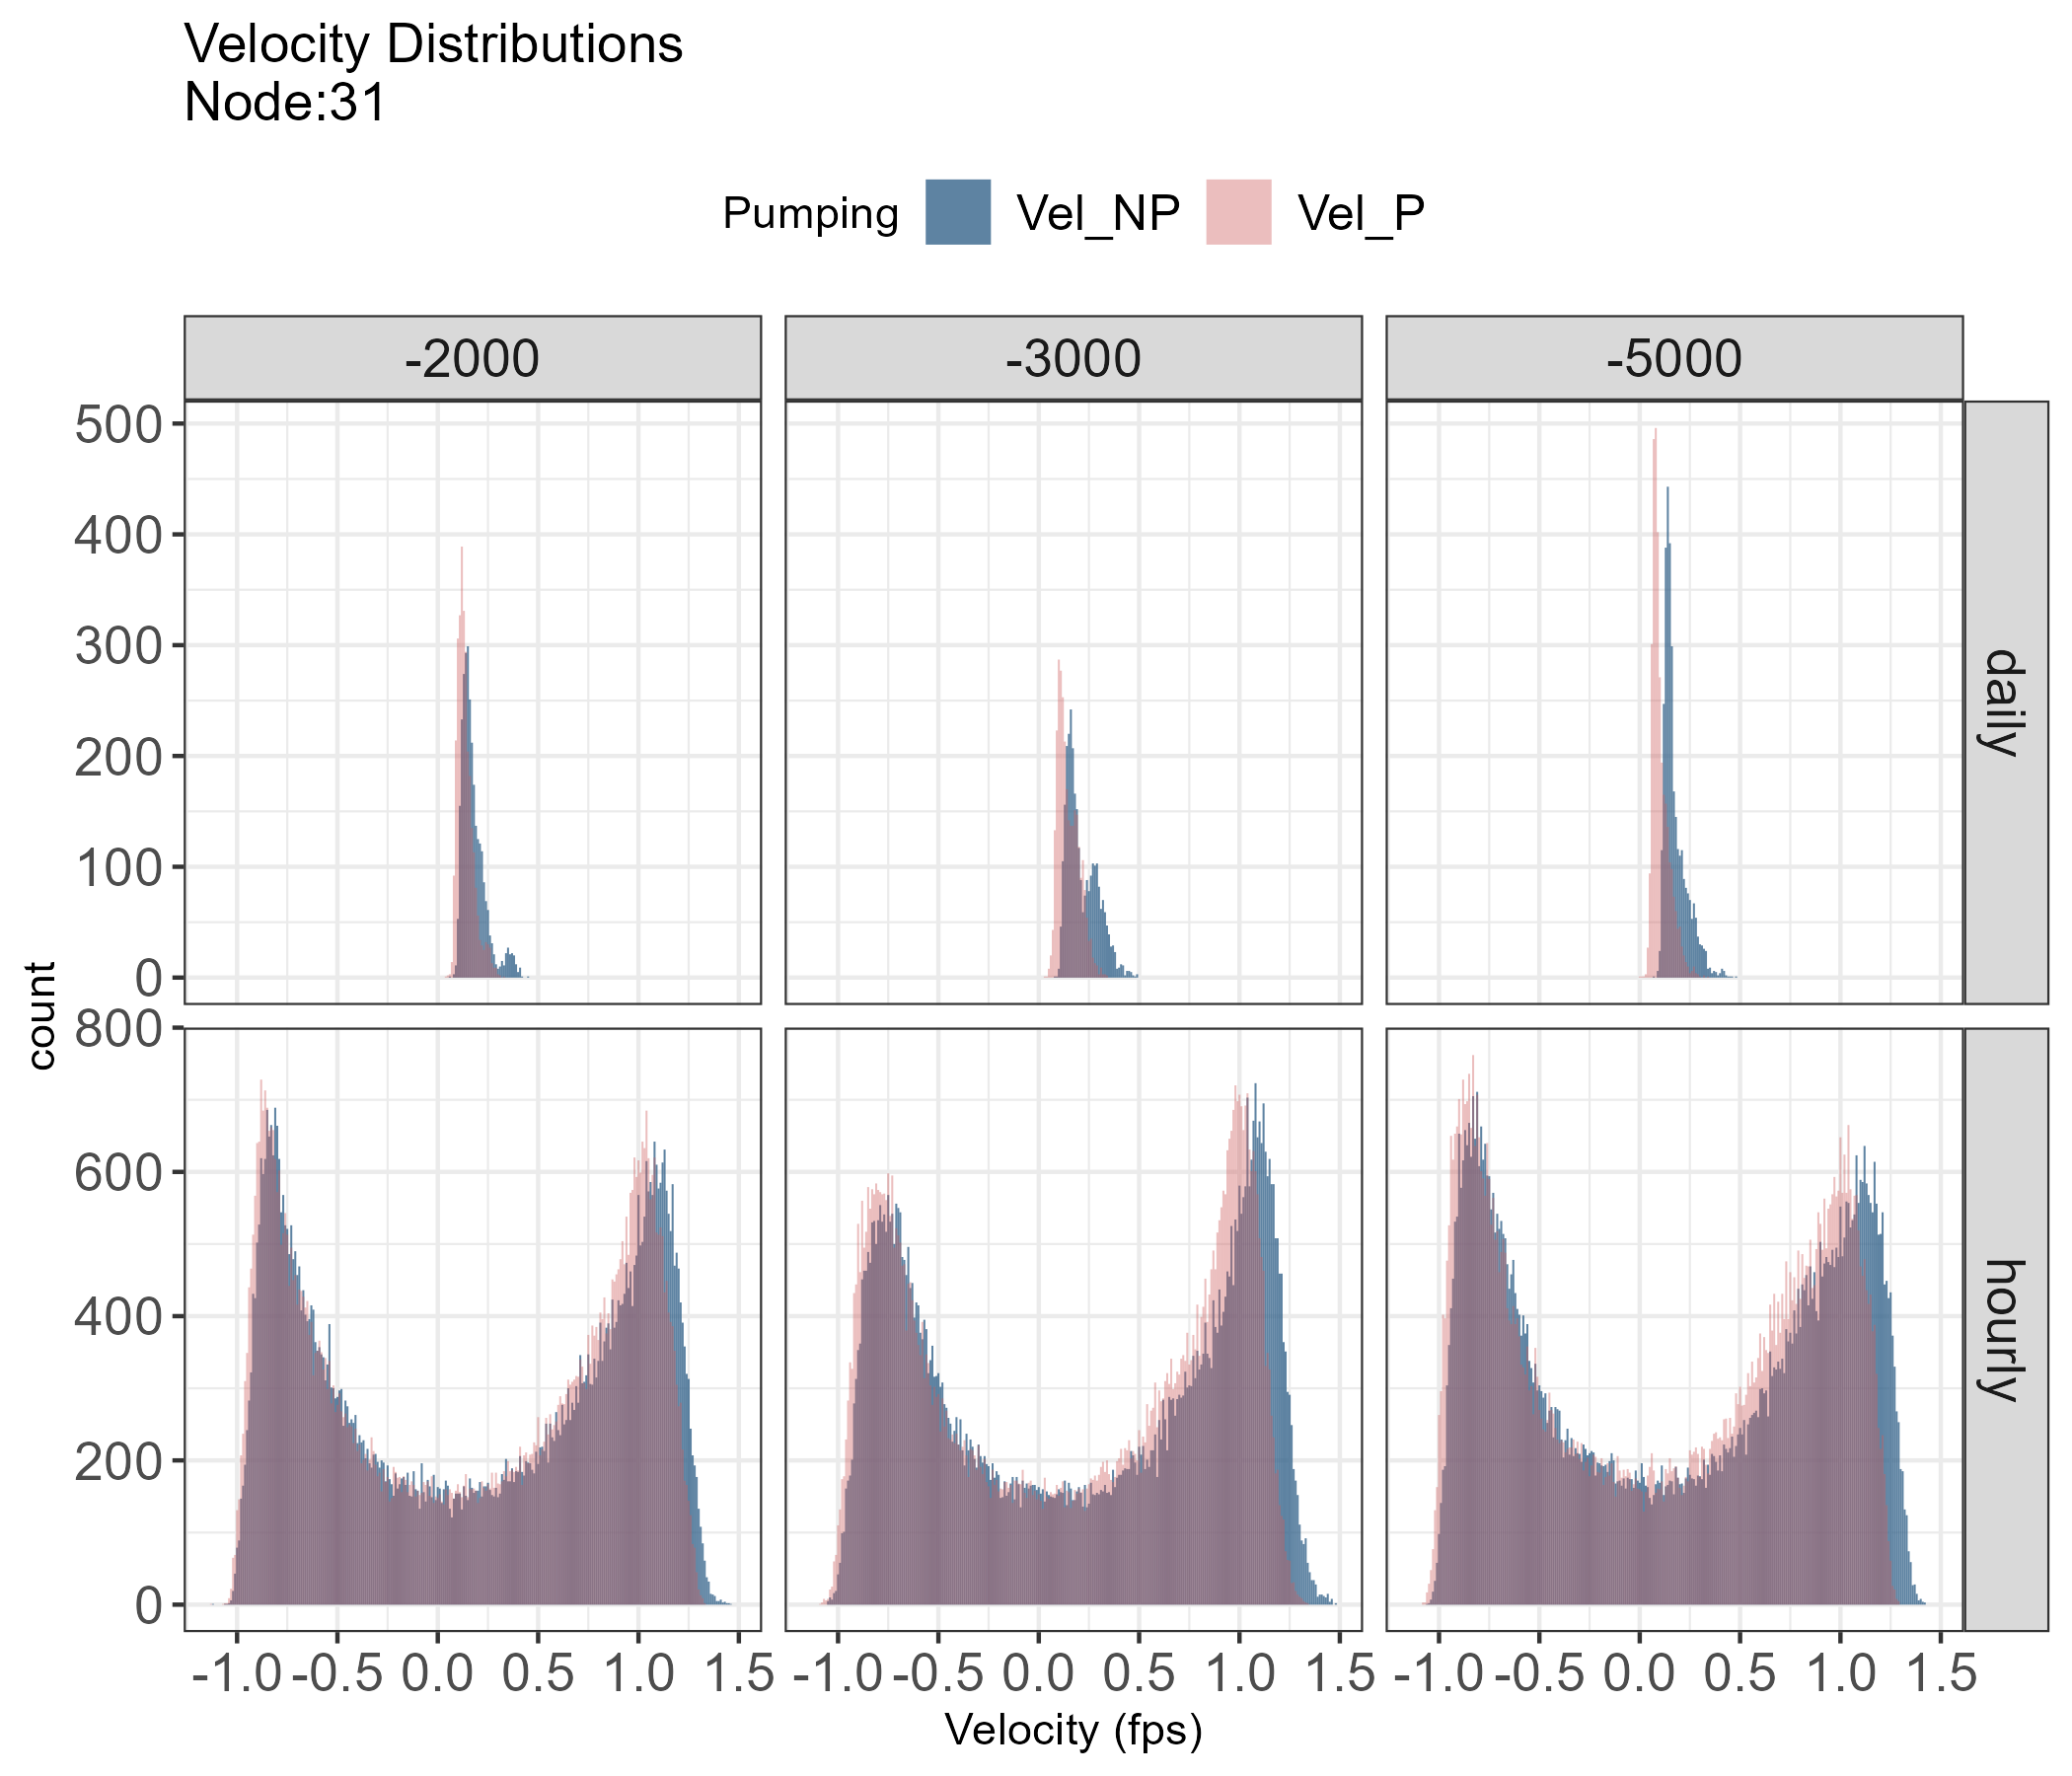 Velocity Distributions
Node:31
Pumping Vel_NP Vel_P
-2000 -3000 -5000
500
400
300
200
100
0
daily
800
600
400
200
0
hourly
count
-1.0 -0.5 0.0 0.5 1.0 1.5 -1.0 -0.5 0.0 0.5 1.0 1.5 -1.0 -0.5 0.0 0.5 1.0 1.5
Velocity (fps)